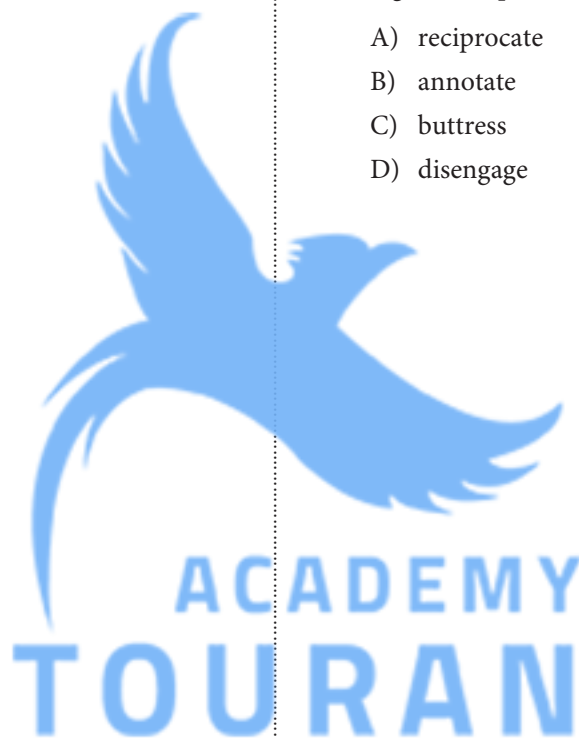 A) reciprocate
B) annotate
C) buttress
D) disengage
ACADEMY
TOURAN